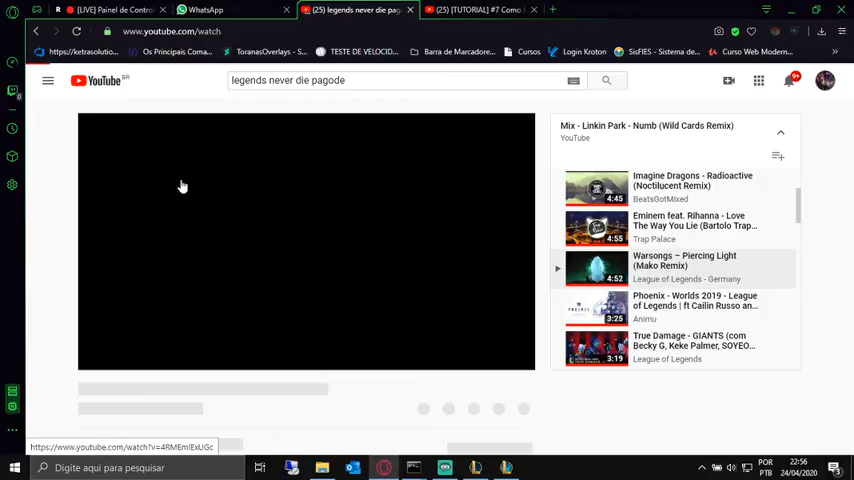 [LIVE] Painel de Control
WhatsApp
(25) legends never die pag
(25) [TUTORIAL] #7 Como
www.youtube.com/watch
https://ketrasolutio...
Os Principais Coma...
ToranasOverlays - S...
TESTE DE VELOCID...
Barra de Marcadore...
Cursos
Login Kroton
SisFIES - Sistema de...
Curso Web Modern...
YouTube BR
legends never die pagode
9+
Mix - Linkin Park - Numb (Wild Cards Remix)
YouTube
Imagine Dragons - Radioactive
(Noctilucent Remix)
BeatsGotMixed
4:45
Eminem feat. Rihanna - Love
The Way You Lie (Bartolo Trap...
Trap Palace
4:55
Warsongs – Piercing Light
(Mako Remix)
League of Legends - Germany
4:52
Phoenix - Worlds 2019 - League
of Legends | ft Cailin Russo an...
Animu
3:25
True Damage - GIANTS (com
Becky G, Keke Palmer, SOYEO...
League of Legends
3:19
https://www.youtube.com/watch?v=4RMEmIExUGc
Digite aqui para pesquisar
POR
PTB
22:56
24/04/2020
3